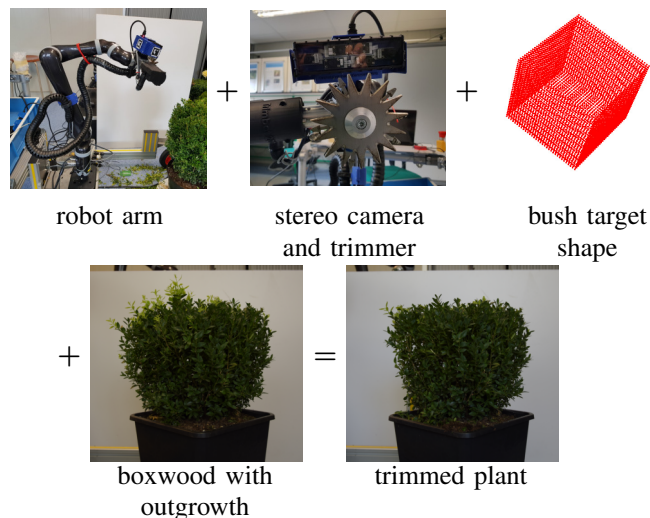 +
+
robot arm
stereo camera
and trimmer
bush target
shape
+
=
boxwood with
outgrowth
trimmed plant